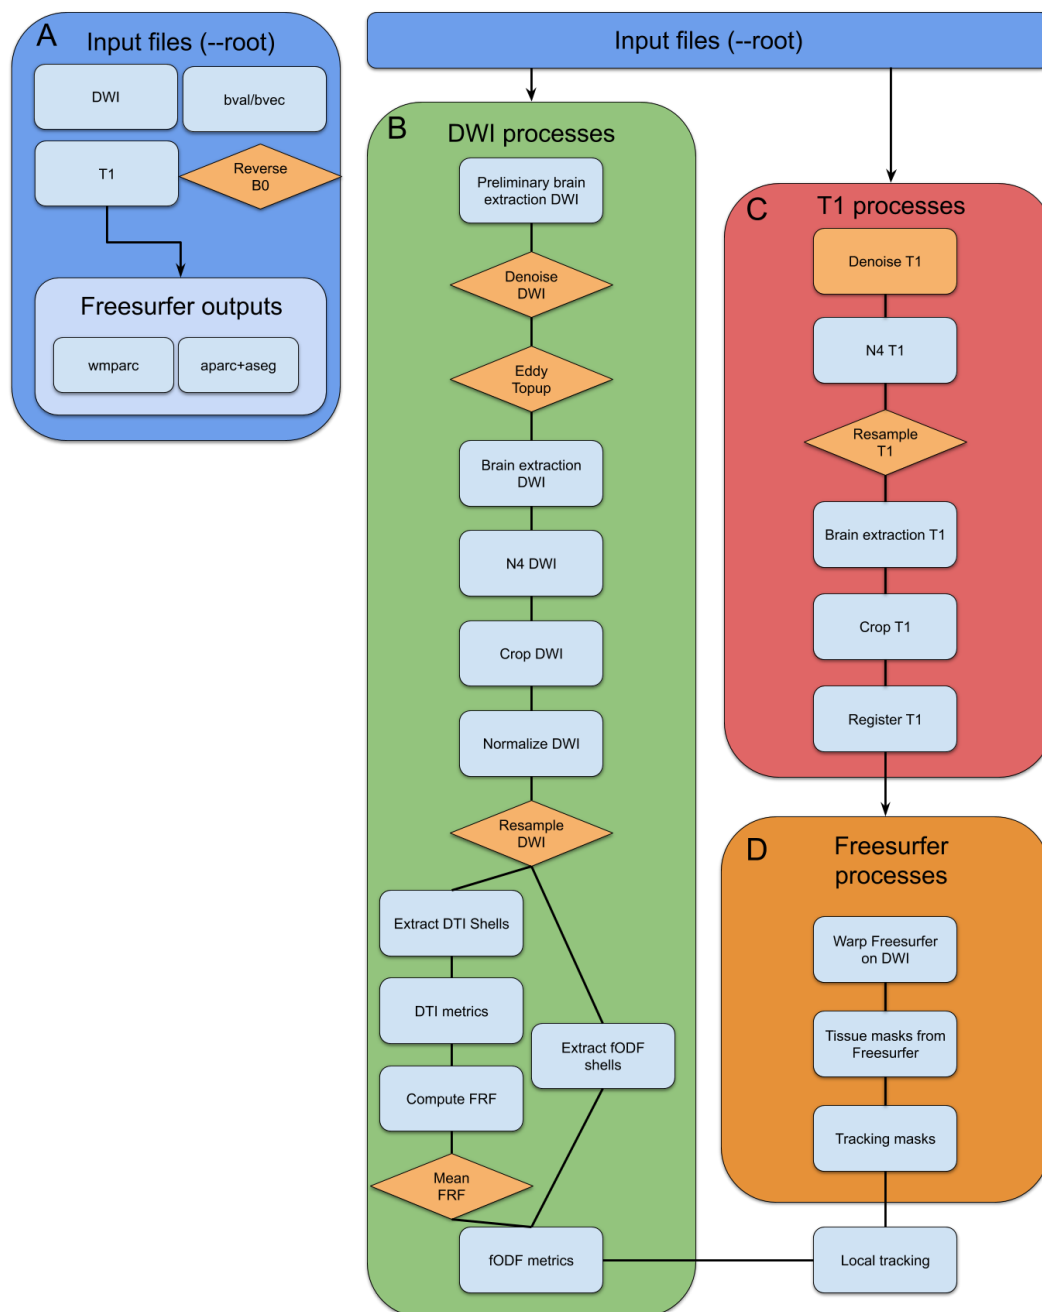 A
Input files (--root)
DWI
bval/bvec
T1
Reverse
B0
Freesurfer outputs
wmparc
aparc+aseg
Input files (--root)
B
DWI processes
Preliminary brain
extraction DWI
Denoise
DWI
Eddy
Topup
Brain extraction
DWI
N4 DWI
Crop DWI
Normalize DWI
Resample
DWI
Extract DTI Shells
DTI metrics
Compute FRF
Mean
FRF
Extract fODF
shells
fODF metrics
C
T1 processes
Denoise T1
N4 T1
Resample
T1
Brain extraction T1
Crop T1
Register T1
D
Freesurfer
processes
Warp Freesurfer
on DWI
Tissue masks from
Freesurfer
Tracking masks
Local tracking